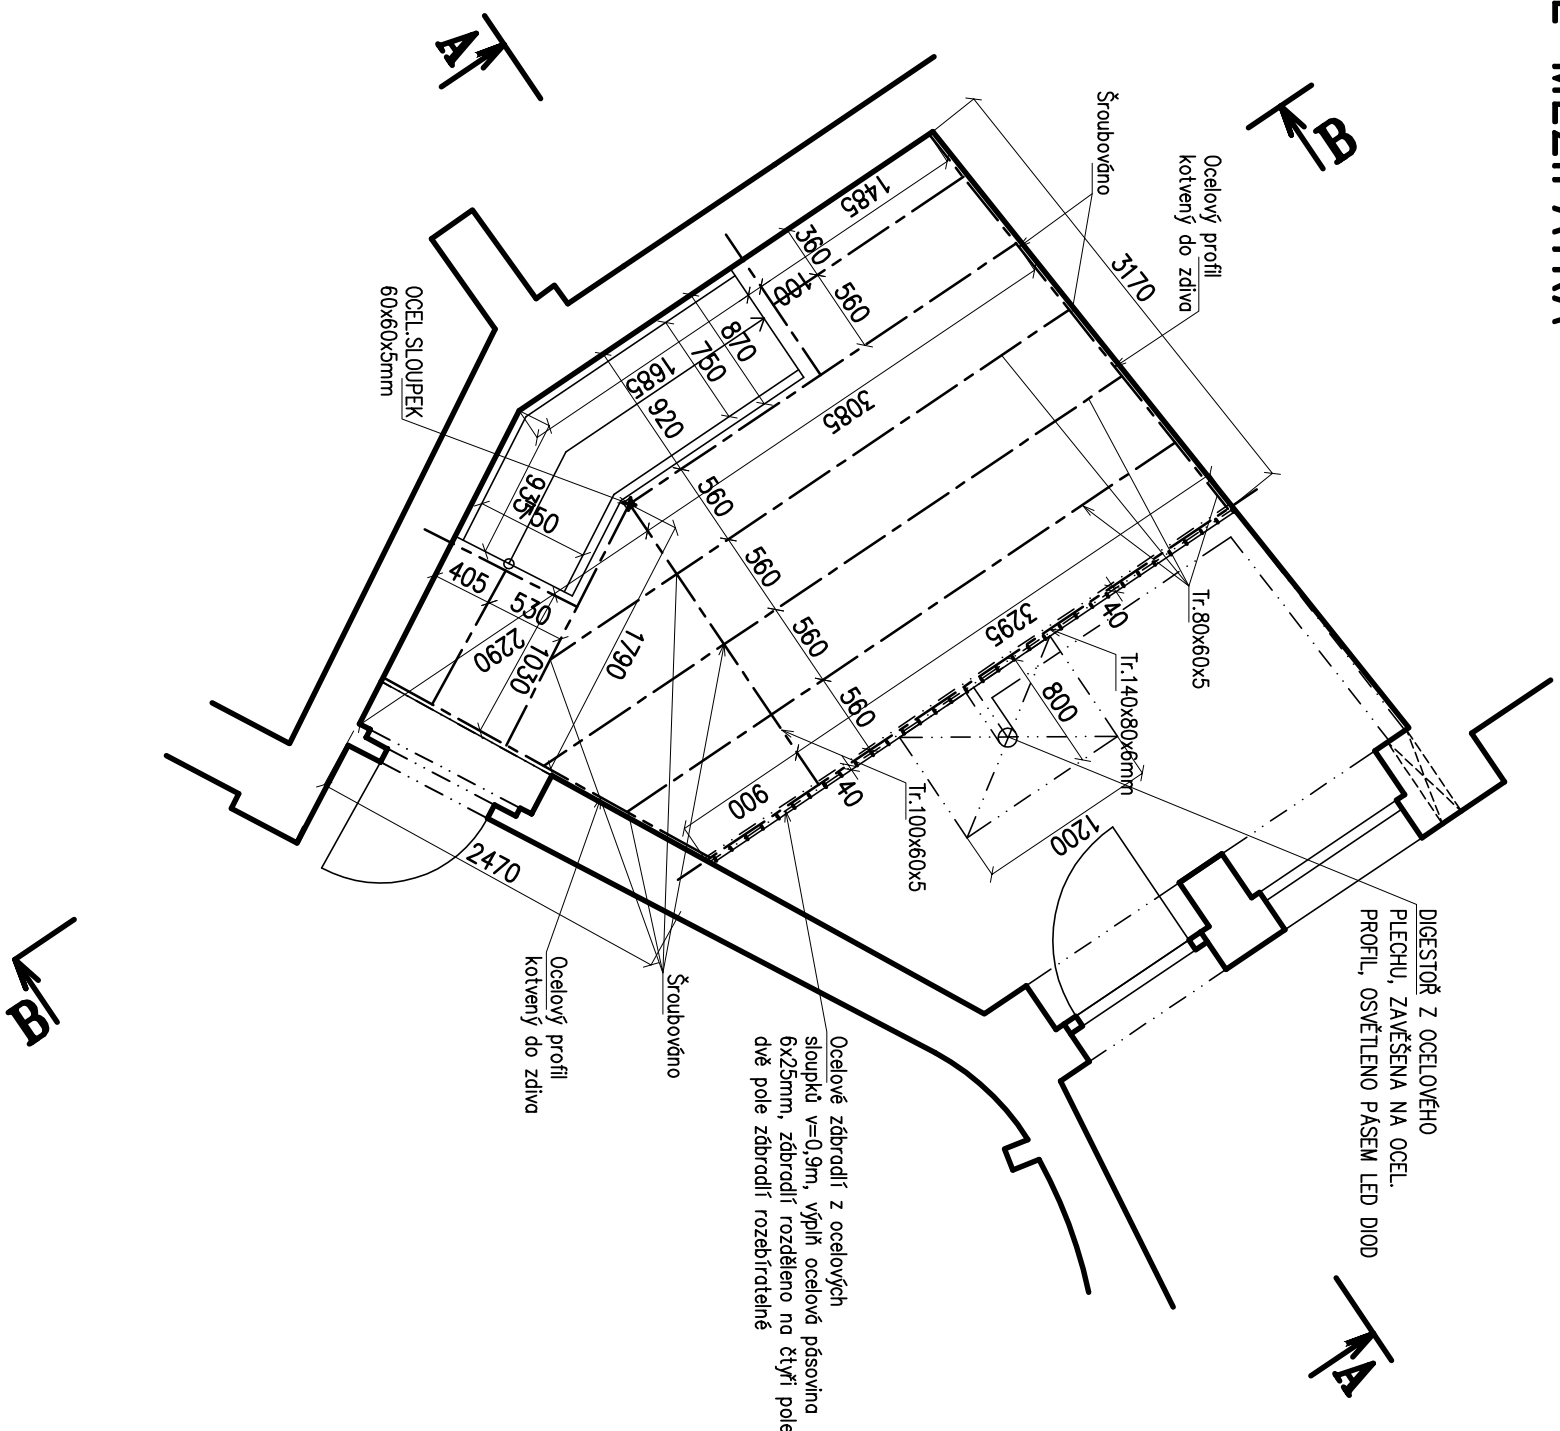 A
B
Šroubováno
Ocelový profil
kotvený do zdiva
3170
1485
360
100
560
870
750
1685
920
3085
OCEL.SLOUPEK
60x60x5mm
935
750
560
560
560
560
405
530
2290
1030
1790
3295
40
Tr.80x60x5
Tr.140x80x6mm
800
900
40
Tr.100x60x5
1200
2470
DIGESTOŘ Z OCELOVÉHO
PLECHU, ZAVĚŠENA NA OCEL.
PROFIL, OSVĚTLENO PÁSEM LED DIOD
Ocelový profil
kotvený do zdiva
Šroubováno
Ocelové zábradlí z ocelových
sloupků v=0,9m, výplň ocelová pásovina
6x25mm, zábradlí rozděleno na čtyři pole
dvě pole zábradlí rozebíratelné
B
A